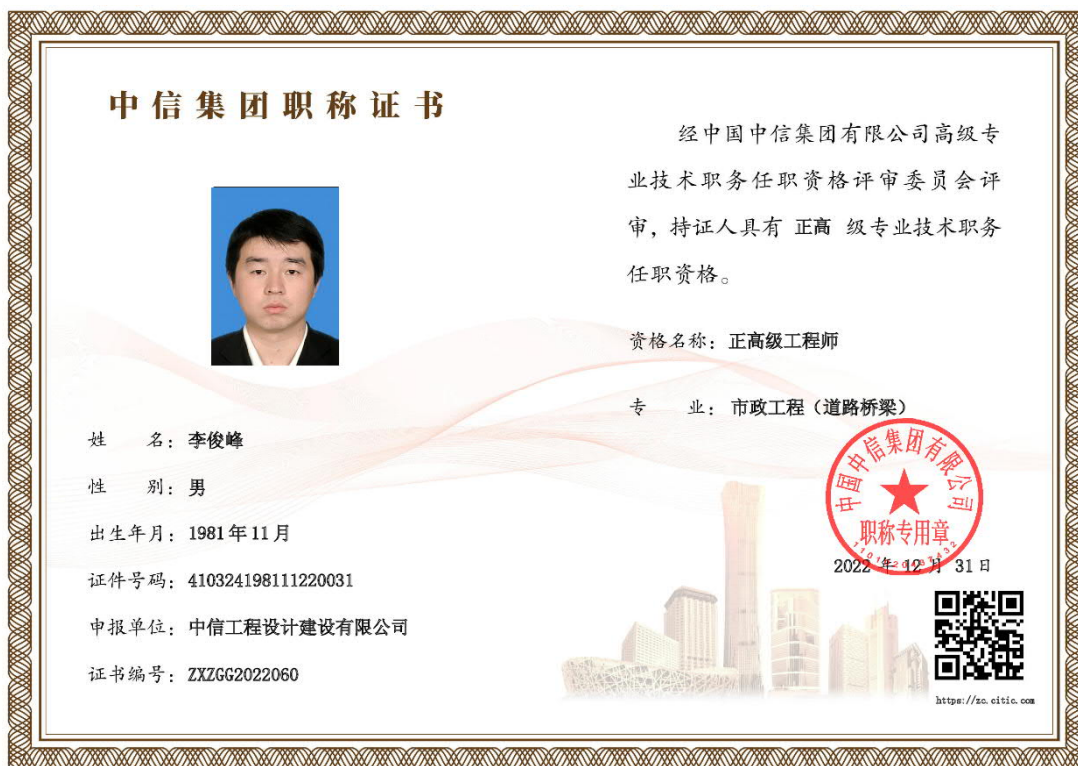 中信集团职称证书
姓 名：李俊峰
性 别：男
出生年月：1981年11月
证件号码：410324198111220031
申报单位：中信工程设计建设有限公司
证书编号：ZXZGG2022060
经中国中信集团有限公司高级专
业技术职务任职资格评审委员会评
审，持证人具有 正高 级专业技术职务
任职资格。
资格名称：正高级工程师
专 业：市政工程（道路桥梁）
中国中信集团有限公司
职称专用章
2022 年 12 月 31 日
https://zc.citic.com